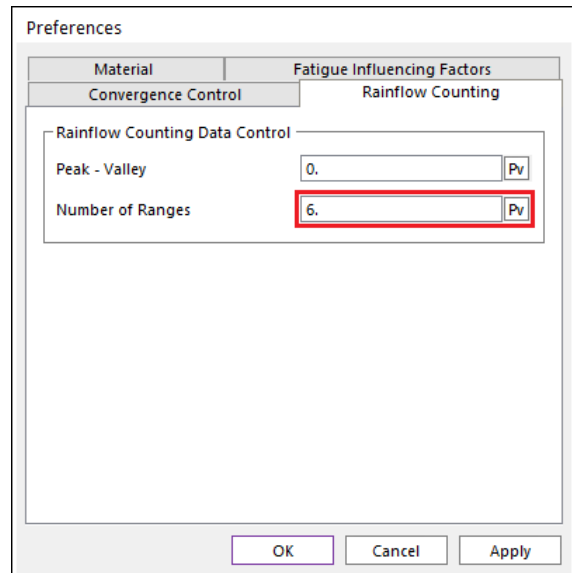 Preferences
Material Fatigue Influencing Factors
Convergence Control Rainflow Counting
Rainflow Counting Data Control
Peak - Valley 0. Pv
Number of Ranges 6. Pv
OK Cancel Apply